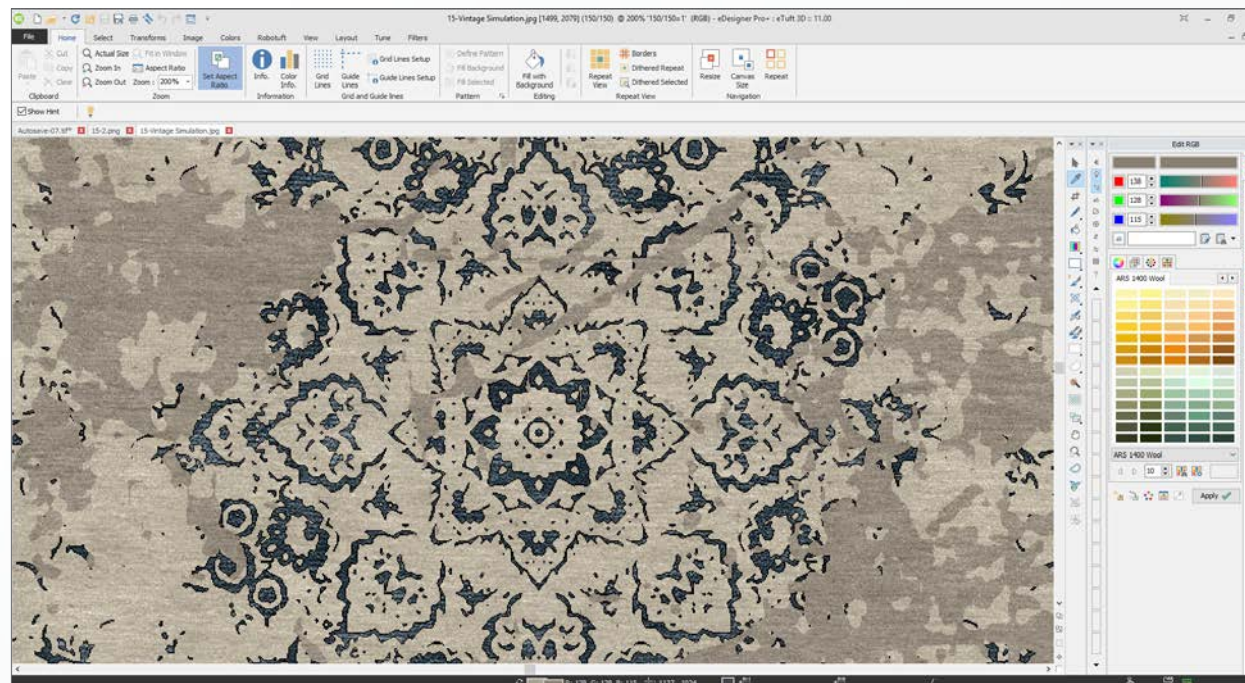 15-Vintage Simulation.jpg [1499, 2079] (150/150) @ 200% '150/150=1' (RGB) - eDesigner Pro+ : eTuft 3D :: 11.00
File Home Select Transforms Image Colors Robotuft View Layout Tune Filters
Paste
Cut
Copy
Clear
Clipboard
Actual Size Fit in Window
Zoom In Aspect Ratio
Zoom Out Zoom : 200%
Set Aspect Ratio
Zoom
Info.
Color Info.
Information
Grid Lines
Guide Lines
Grid Lines Setup
Guide Lines Setup
Grid and Guide lines
Define Pattern
Fill Background
Fill Selected
Pattern
Fill with Background
Editing
Repeat View
Borders
Dithered Repeat
Dithered Selected
Repeat View
Resize
Canvas Size
Repeat
Navigation
Show Hint
Autosave-07.tif* 15-2.png 15-Vintage Simulation.jpg
Edit RGB
138
128
115
ARS 1400 Wool
ARS 1400 Wool
10
Apply